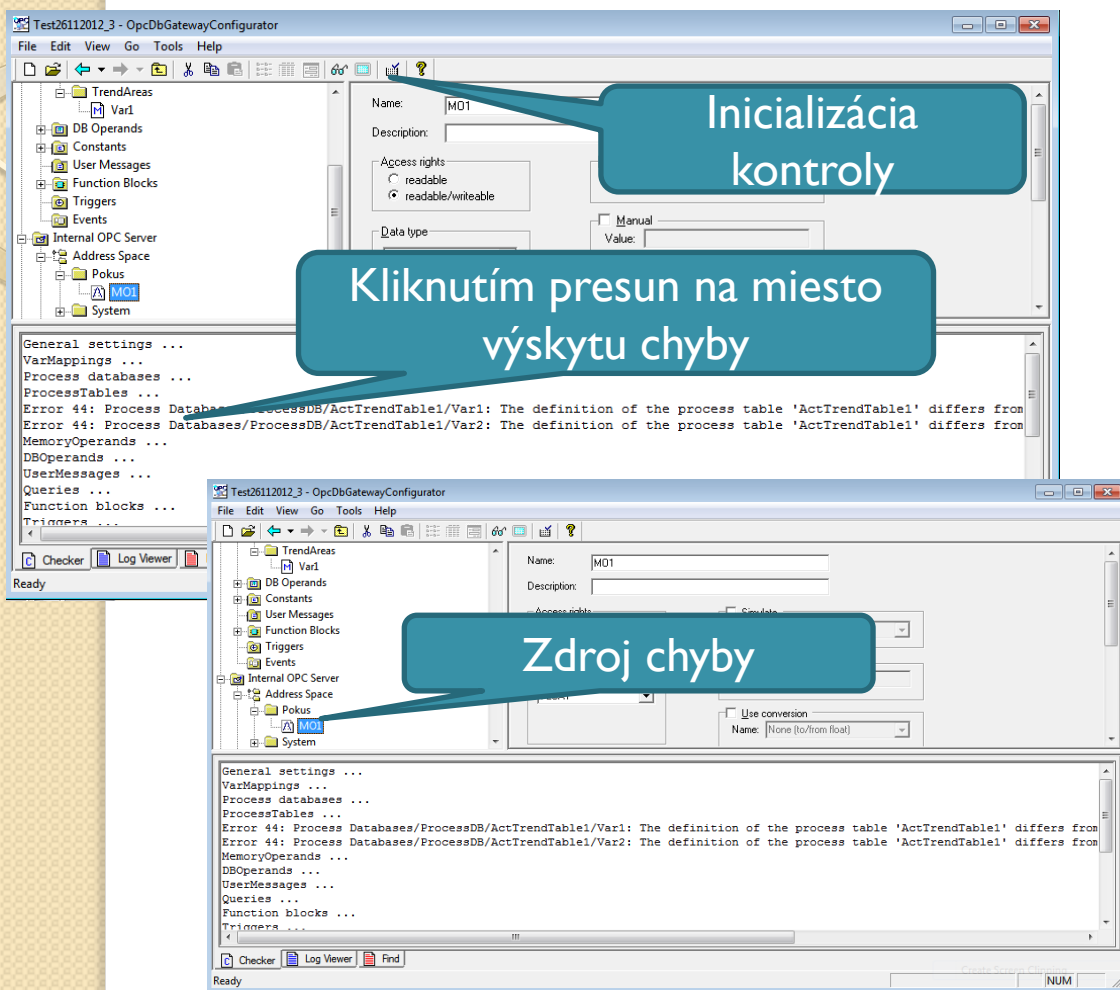 Test26112012_3 - OpcDbGatewayConfigurator
File Edit View Go Tools Help
TrendAreas
Var1
DB Operands
Constants
User Messages
Function Blocks
Triggers
Events
Internal OPC Server
Address Space
Pokus
MO1
System
Name: MO1
Description:
Access rights
readable
readable/writeable
Data type
Manual
Value:
Inicializácia
kontroly
Kliknutím presun na miesto
výskytu chyby
General settings ...
VarMappings ...
Process databases ...
ProcessTables ...
Error 44: Process Databases/ProcessDB/ActTrendTable1/Var1: The definition of the process table 'ActTrendTable1' differs from
Error 44: Process Databases/ProcessDB/ActTrendTable1/Var2: The definition of the process table 'ActTrendTable1' differs from
MemoryOperands ...
DBOperands ...
UserMessages ...
Queries ...
Function blocks ...
Triggers ...
Checker Log Viewer
Ready
Test26112012_3 - OpcDbGatewayConfigurator
File Edit View Go Tools Help
TrendAreas
Var1
DB Operands
Constants
User Messages
Function Blocks
Triggers
Events
Internal OPC Server
Address Space
Pokus
MO1
System
Name: MO1
Description:
Access rights
Simulate
Use conversion
Name: None (to/from float)
Zdroj chyby
General settings ...
VarMappings ...
Process databases ...
ProcessTables ...
Error 44: Process Databases/ProcessDB/ActTrendTable1/Var1: The definition of the process table 'ActTrendTable1' differs from
Error 44: Process Databases/ProcessDB/ActTrendTable1/Var2: The definition of the process table 'ActTrendTable1' differs from
MemoryOperands ...
DBOperands ...
UserMessages ...
Queries ...
Function blocks ...
Triggers ...
Checker Log Viewer Find
Ready
Create Screen Clipping
NUM